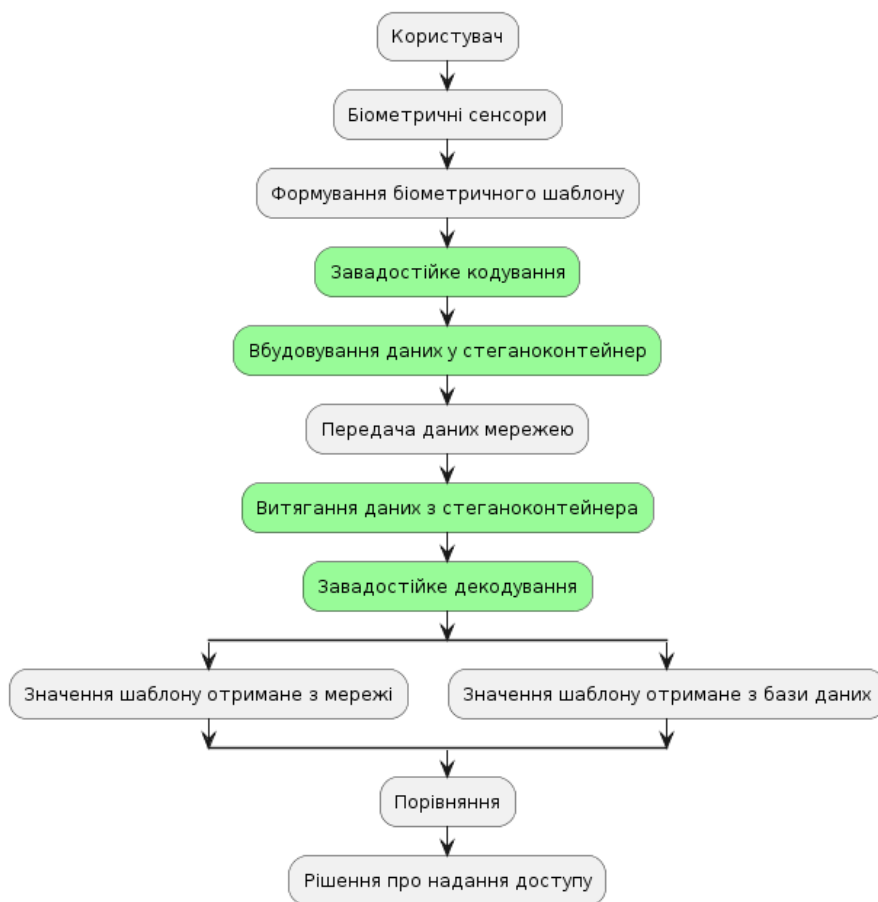 Користувач
Біометричні сенсори
Формування біометричного шаблону
Завадостійке кодування
Вбудовування даних у стеганоконтейнер
Передача даних мережею
Витягання даних з стеганоконтейнера
Завадостійке декодування
Значення шаблону отримане з мережі
Значення шаблону отримане з бази даних
Порівняння
Рішення про надання доступу